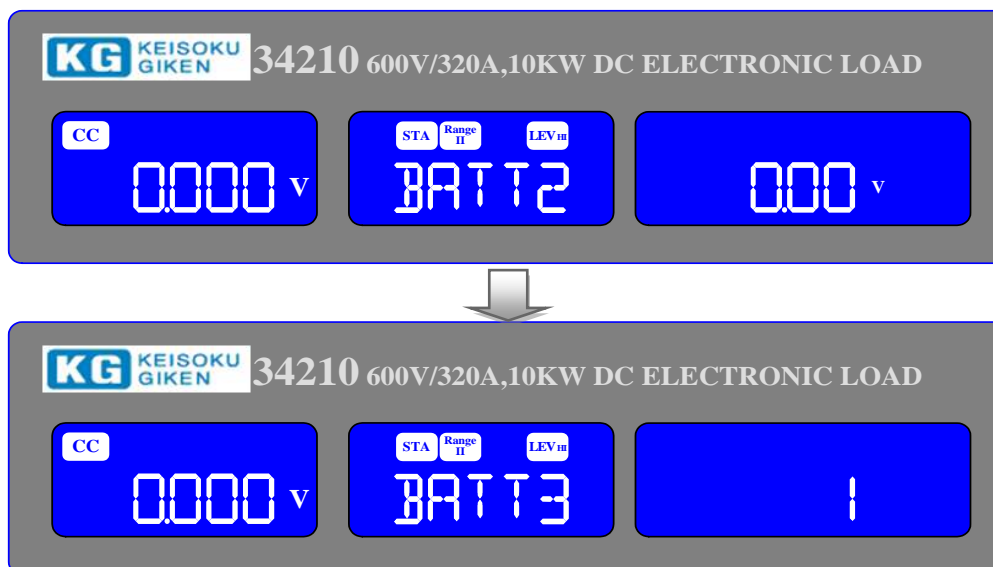 KG KEISOKU GIKEN 34210 600V/320A,10KW DC ELECTRONIC LOAD
CC STA Range II LEV HI
0.000 V BATT2 0.00 V
KG KEISOKU GIKEN 34210 600V/320A,10KW DC ELECTRONIC LOAD
CC STA Range II LEV HI
0.000 V BATT3 1